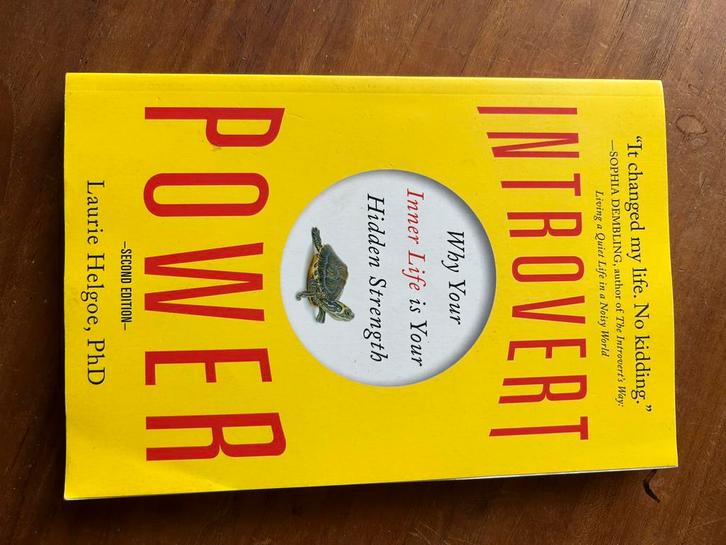 “It changed my life. No kidding.”
—SOPHIA DEMBLING, author of The Introvert's Way:
Living a Quiet Life in a Noisy World
INTROVERT
Why Your
Inner Life is Your
Hidden Strength
POWER
—SECOND EDITION—
Laurie Helgoe, PhD